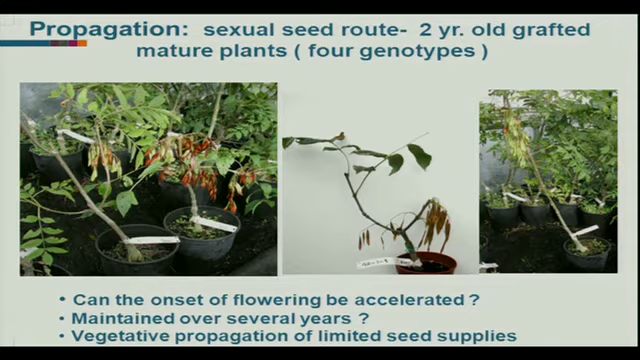 Propagation: sexual seed route- 2 yr. old grafted
mature plants ( four genotypes )
• Can the onset of flowering be accelerated ?
• Maintained over several years ?
• Vegetative propagation of limited seed supplies